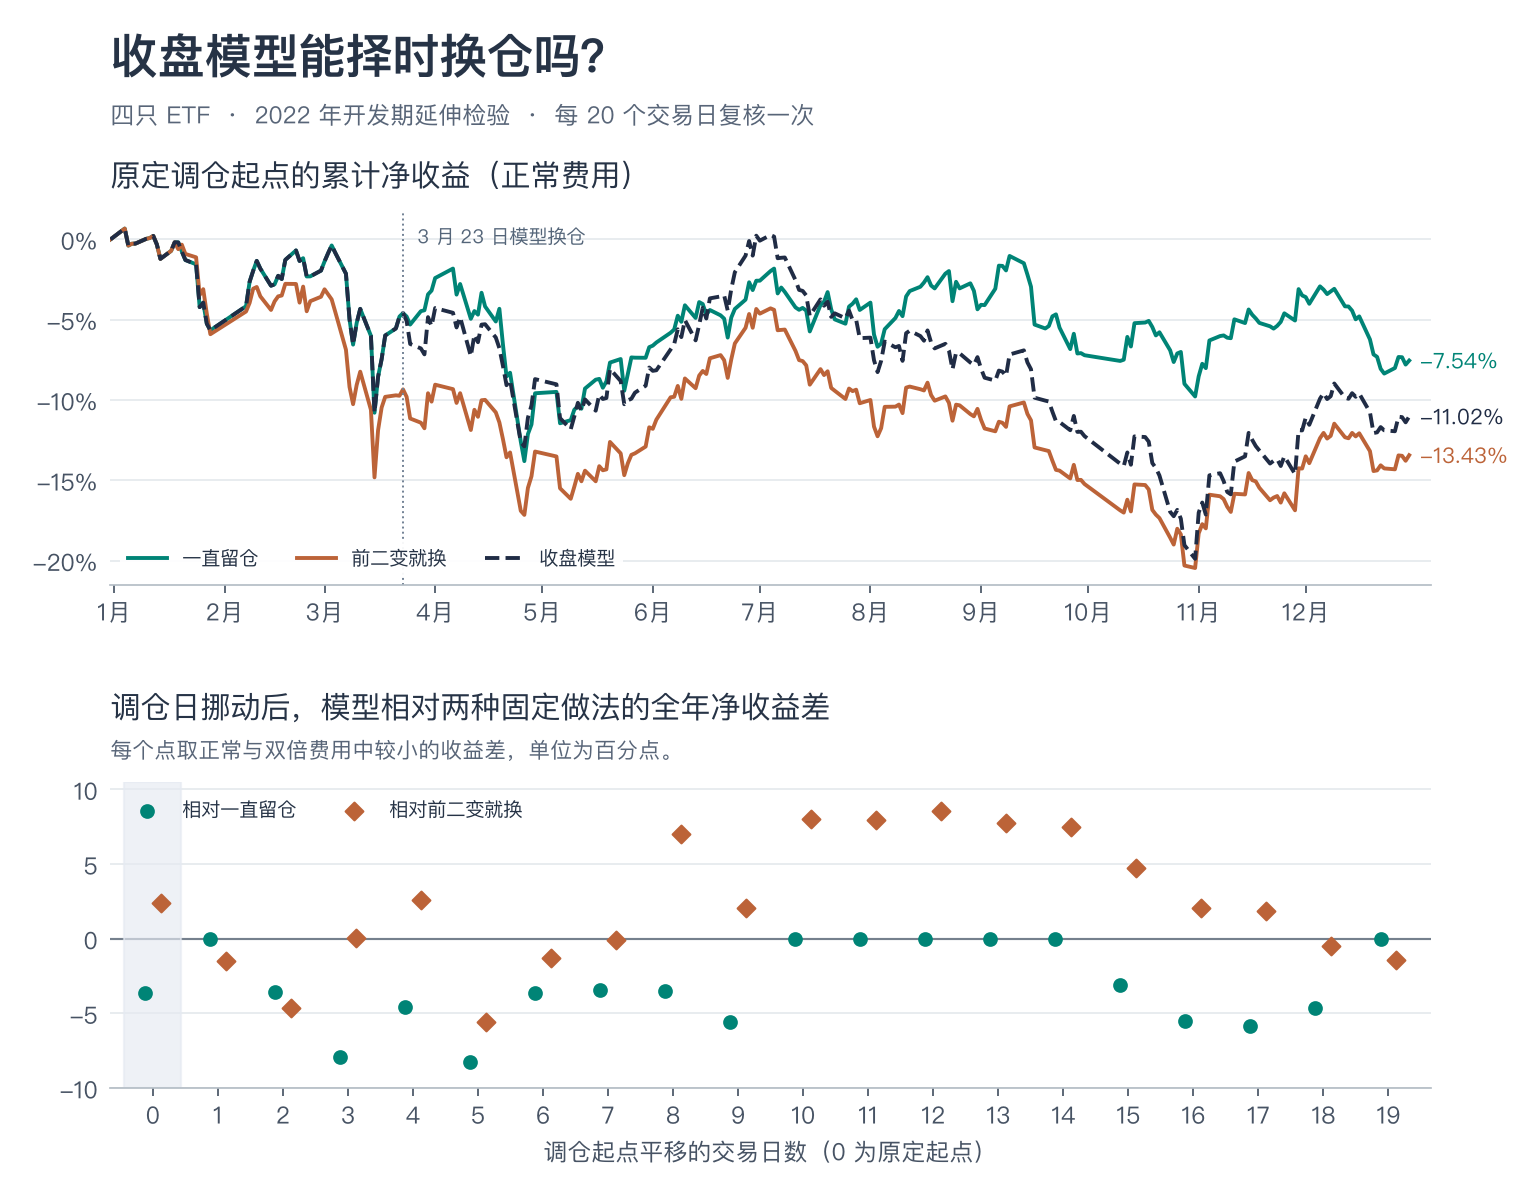 收盘模型能择时换仓吗?
四只 ETF · 2022 年开发期延伸检验 · 每 20 个交易日复核一次
原定调仓起点的累计净收益（正常费用）
3 月 23 日模型换仓
0%
−5%
−10%
−15%
−20%
−7.54%
−11.02%
−13.43%
一直留仓 前二变就换 收盘模型
1月 2月 3月 4月 5月 6月 7月 8月 9月 10月 11月 12月
调仓日挪动后，模型相对两种固定做法的全年净收益差
每个点取正常与双倍费用中较小的收益差，单位为百分点。
相对一直留仓 相对前二变就换
10
5
0
−5
−10
0 1 2 3 4 5 6 7 8 9 10 11 12 13 14 15 16 17 18 19
调仓起点平移的交易日数（0 为原定起点）